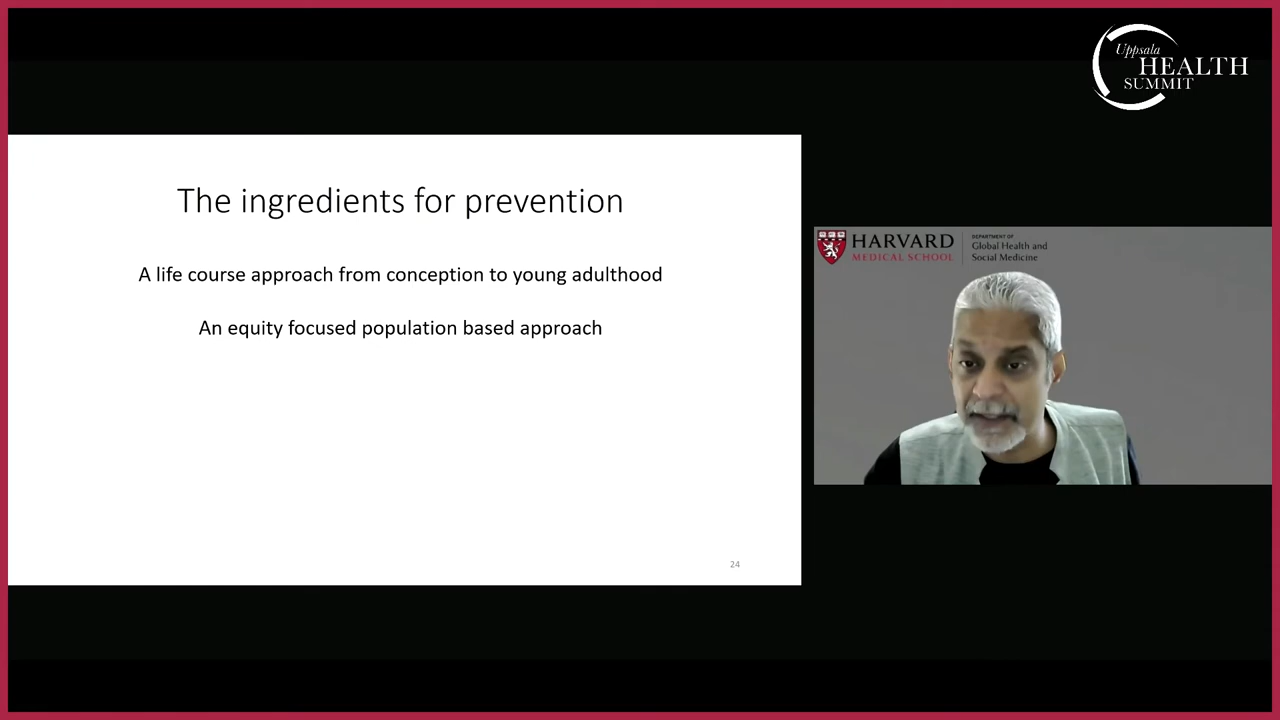 Uppsala
HEALTH
SUMMIT
The ingredients for prevention
A life course approach from conception to young adulthood
An equity focused population based approach
24
HARVARD
MEDICAL SCHOOL
DEPARTMENT OF
Global Health and
Social Medicine